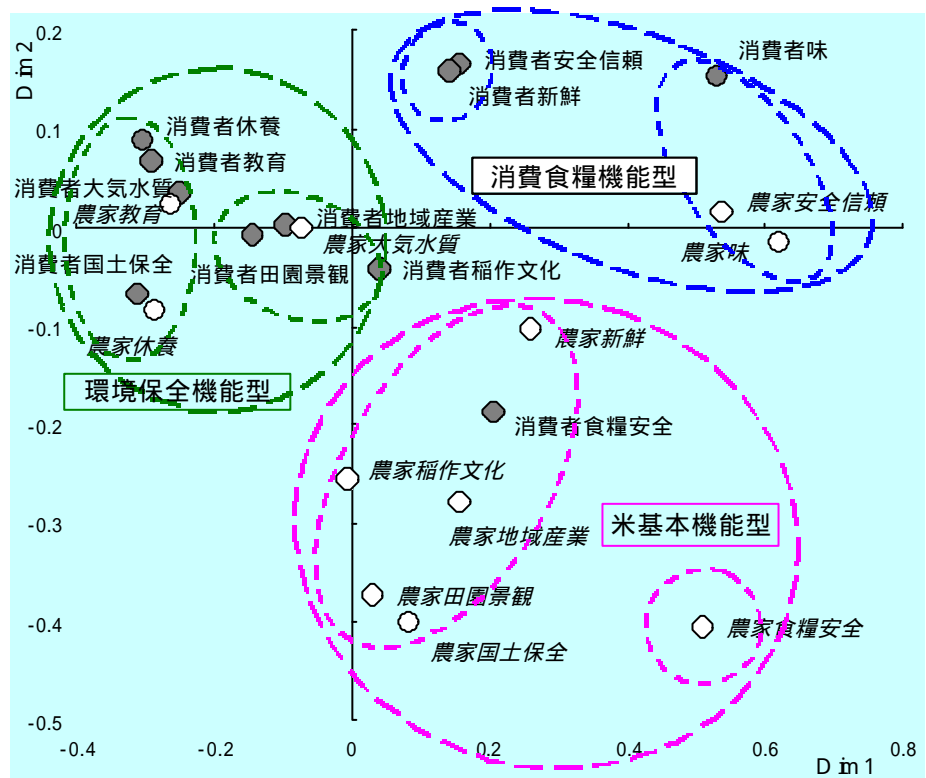 0.2
Dim2
消費者安全信頼
消費者味
消費者新鮮
0.1
消費者休養
消費者教育
消費食糧機能型
消費者大気水質
農家教育
農家安全信頼
0
消費者地域産業
農家大気水質
農家味
消費者国土保全
消費者田園景観
消費者稲作文化
-0.1
農家休養
農家新鮮
環境保全機能型
-0.2
消費者食糧安全
農家稲作文化
-0.3
農家地域産業
米基本機能型
農家田園景観
-0.4
農家食糧安全
農家国土保全
-0.5
-0.4
-0.2
0
0.2
0.4
0.6
0.8
Dim1